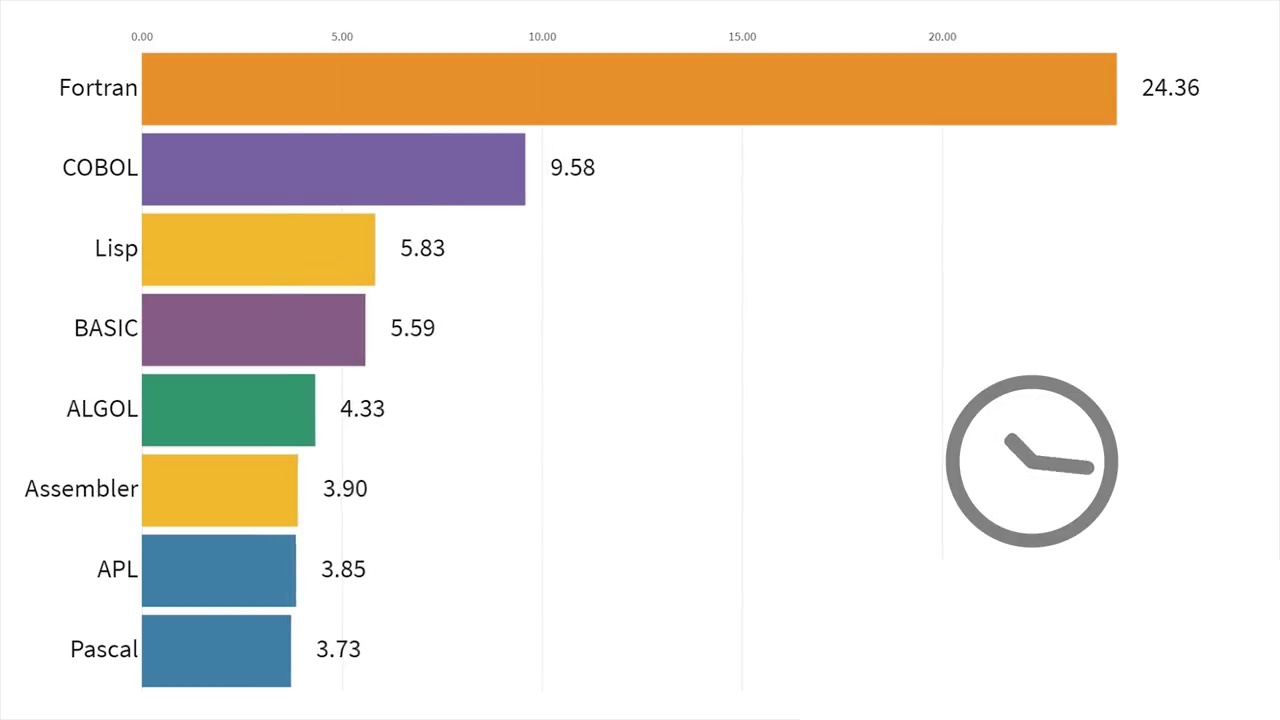 0.00 5.00 10.00 15.00 20.00
Fortran 24.36
COBOL 9.58
Lisp 5.83
BASIC 5.59
ALGOL 4.33
Assembler 3.90
APL 3.85
Pascal 3.73